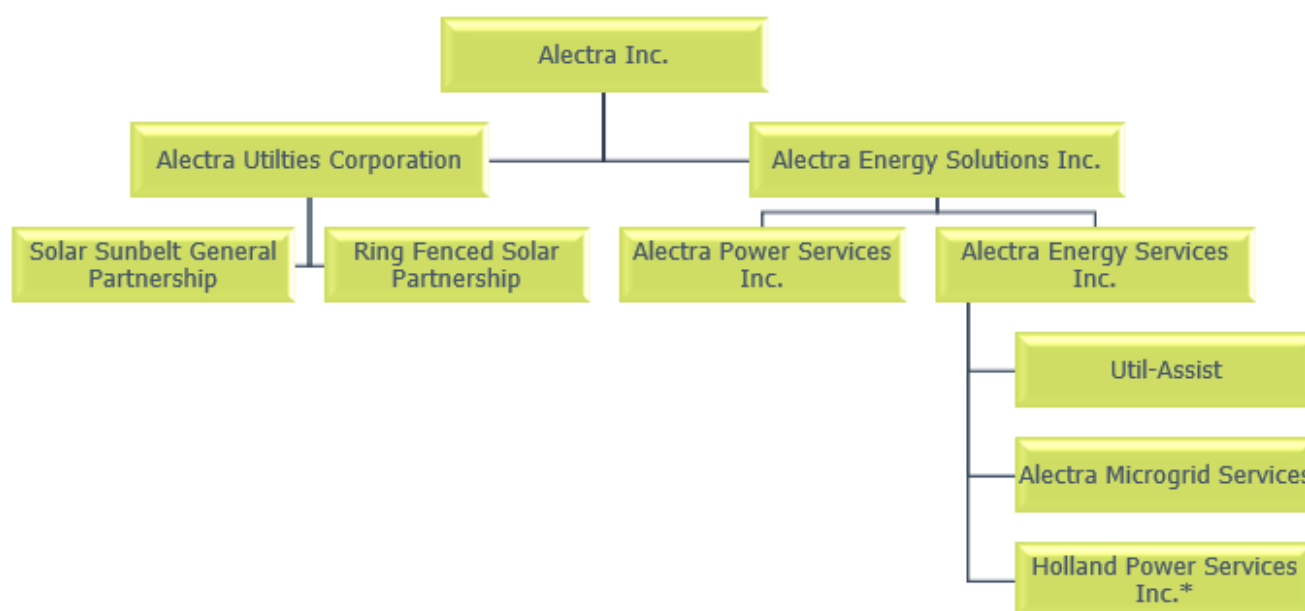 Alectra Inc.
Alectra Utilties Corporation
Alectra Energy Solutions Inc.
Solar Sunbelt General
Partnership
Ring Fenced Solar
Partnership
Alectra Power Services
Inc.
Alectra Energy Services
Inc.
Util-Assist
Alectra Microgrid Services
Holland Power Services
Inc.*